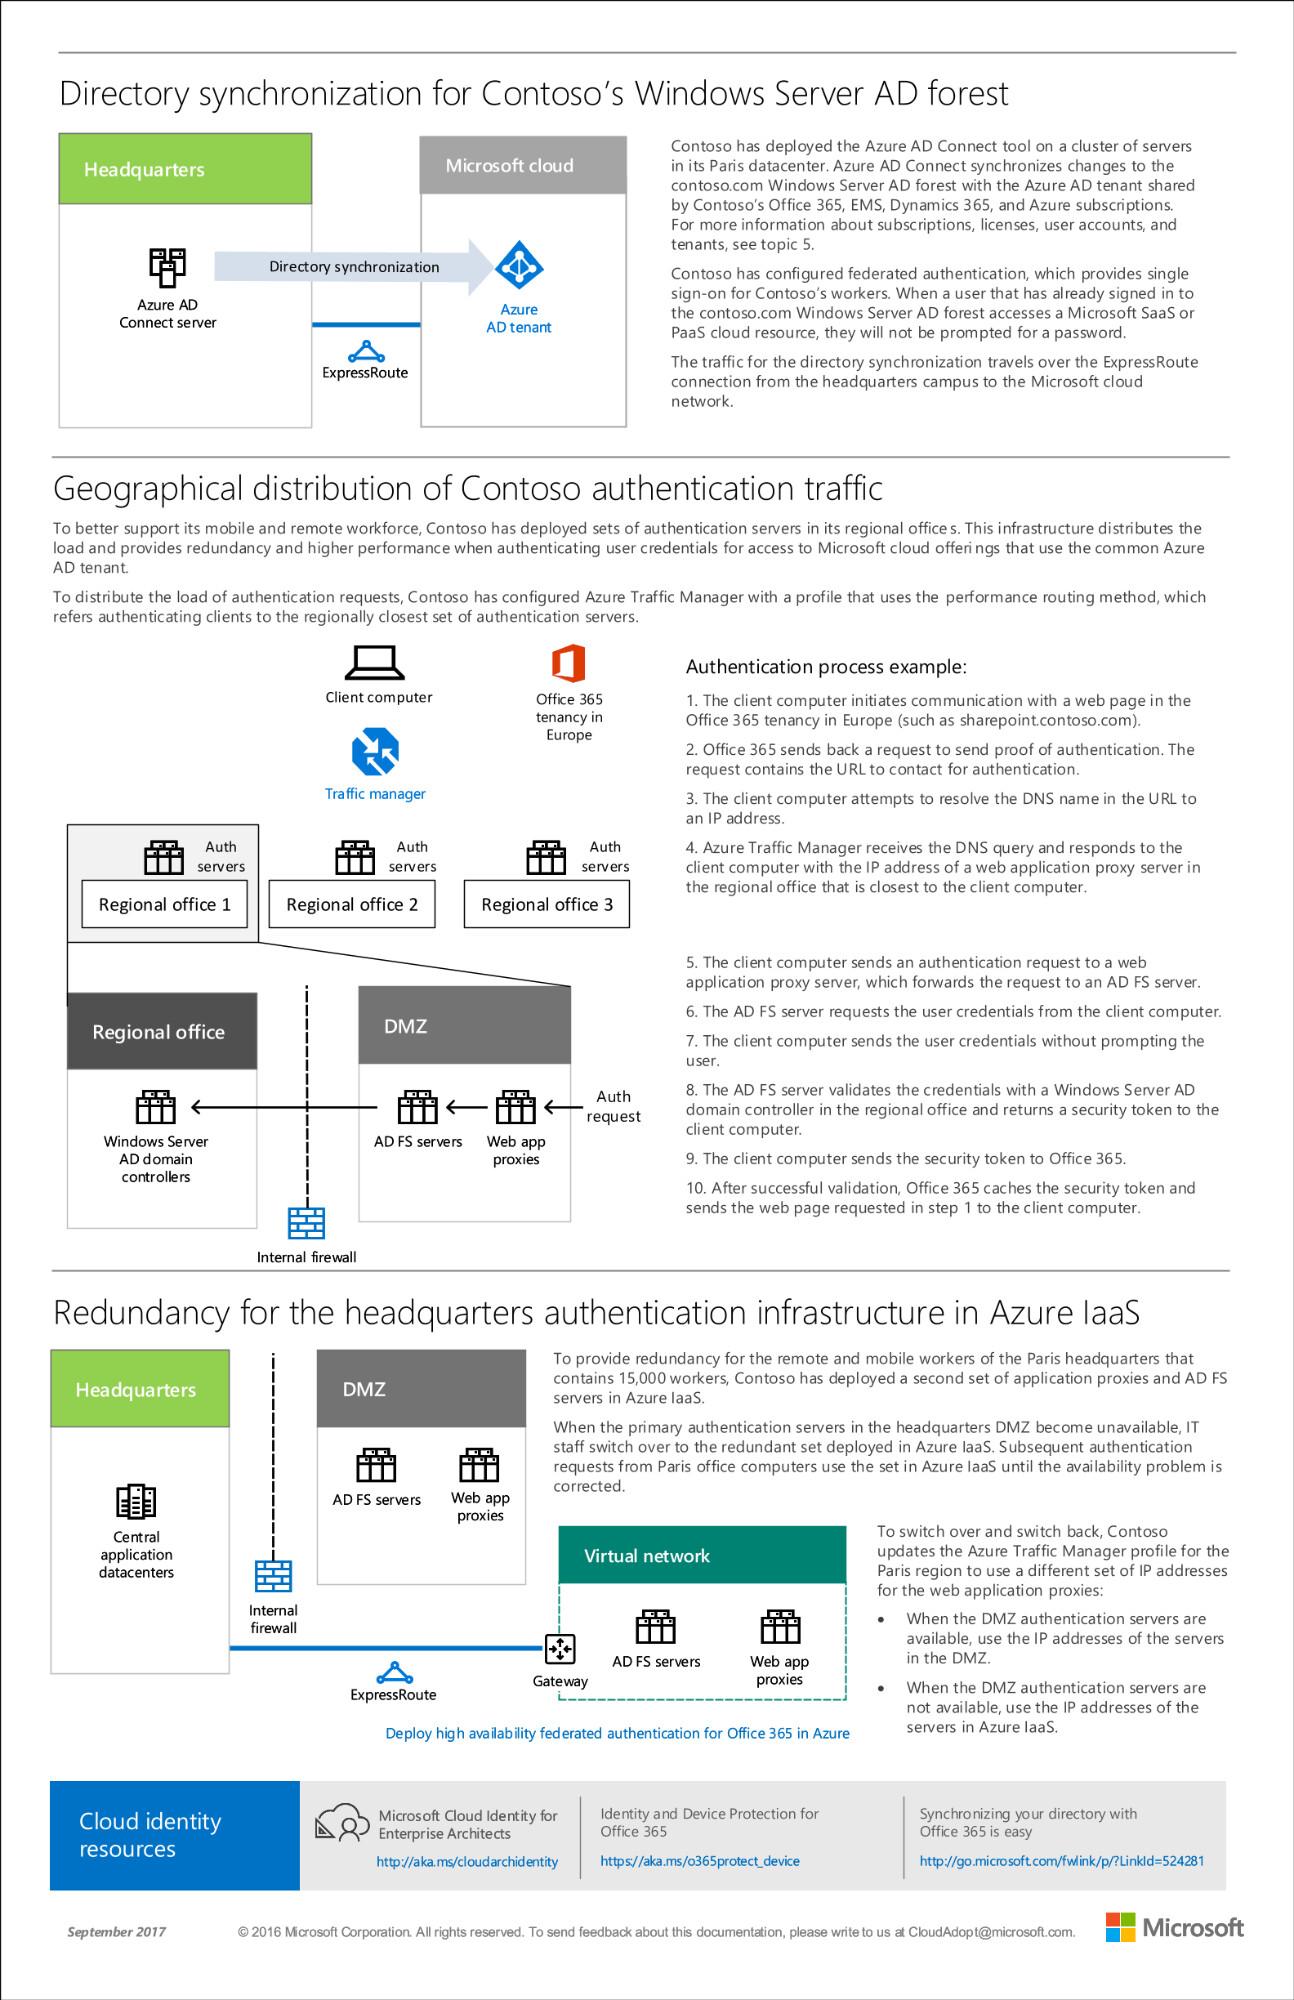 Directory synchronization for Contoso's Windows Server AD forest
Headquarters
Microsoft cloud
Directory synchronization
Azure AD
Connect server
Azure
AD tenant
ExpressRoute
Contoso has deployed the Azure AD Connect tool on a cluster of servers
in its Paris datacenter. Azure AD Connect synchronizes changes to the
contoso.com Windows Server AD forest with the Azure AD tenant shared
by Contoso's Office 365, EMS, Dynamics 365, and Azure subscriptions.
For more information about subscriptions, licenses, user accounts, and
tenants, see topic 5.
Contoso has configured federated authentication, which provides single
sign-on for Contoso's workers. When a user that has already signed in to
the contoso.com Windows Server AD forest accesses a Microsoft SaaS or
PaaS cloud resource, they will not be prompted for a password.
The traffic for the directory synchronization travels over the ExpressRoute
connection from the headquarters campus to the Microsoft cloud
network.
Geographical distribution of Contoso authentication traffic
To better support its mobile and remote workforce, Contoso has deployed sets of authentication servers in its regional offices. This infrastructure distributes the
load and provides redundancy and higher performance when authenticating user credentials for access to Microsoft cloud offerings that use the common Azure
AD tenant.
To distribute the load of authentication requests, Contoso has configured Azure Traffic Manager with a profile that uses the performance routing method, which
refers authenticating clients to the regionally closest set of authentication servers.
Client computer
Office 365
tenancy in
Europe
Traffic manager
Auth
servers
Regional office 1
Auth
servers
Regional office 2
Auth
servers
Regional office 3
Regional office
DMZ
Windows Server
AD domain
controllers
AD FS servers
Web app
proxies
Auth
request
Internal firewall
Authentication process example:
1. The client computer initiates communication with a web page in the
Office 365 tenancy in Europe (such as sharepoint.contoso.com).
2. Office 365 sends back a request to send proof of authentication. The
request contains the URL to contact for authentication.
3. The client computer attempts to resolve the DNS name in the URL to
an IP address.
4. Azure Traffic Manager receives the DNS query and responds to the
client computer with the IP address of a web application proxy server in
the regional office that is closest to the client computer.
5. The client computer sends an authentication request to a web
application proxy server, which forwards the request to an AD FS server.
6. The AD FS server requests the user credentials from the client computer.
7. The client computer sends the user credentials without prompting the
user.
8. The AD FS server validates the credentials with a Windows Server AD
domain controller in the regional office and returns a security token to the
client computer.
9. The client computer sends the security token to Office 365.
10. After successful validation, Office 365 caches the security token and
sends the web page requested in step 1 to the client computer.
Redundancy for the headquarters authentication infrastructure in Azure IaaS
Headquarters
DMZ
AD FS servers
Web app
proxies
Central
application
datacenters
Internal
firewall
ExpressRoute
Gateway
Virtual network
AD FS servers
Web app
proxies
Deploy high availability federated authentication for Office 365 in Azure
To provide redundancy for the remote and mobile workers of the Paris headquarters that
contains 15,000 workers, Contoso has deployed a second set of application proxies and AD FS
servers in Azure IaaS.
When the primary authentication servers in the headquarters DMZ become unavailable, IT
staff switch over to the redundant set deployed in Azure IaaS. Subsequent authentication
requests from Paris office computers use the set in Azure IaaS until the availability problem is
corrected.
To switch over and switch back, Contoso
updates the Azure Traffic Manager profile for the
Paris region to use a different set of IP addresses
for the web application proxies:
• When the DMZ authentication servers are
available, use the IP addresses of the servers
in the DMZ.
• When the DMZ authentication servers are
not available, use the IP addresses of the
servers in Azure IaaS.
Cloud identity
resources
Microsoft Cloud Identity for
Enterprise Architects
http://aka.ms/cloudarchidentity
Identity and Device Protection for
Office 365
https://aka.ms/o365protect_device
Synchronizing your directory with
Office 365 is easy
http://go.microsoft.com/fwlink/p/?LinkId=524281
September 2017
© 2016 Microsoft Corporation. All rights reserved. To send feedback about this documentation, please write to us at CloudAdopt@microsoft.com.
Microsoft